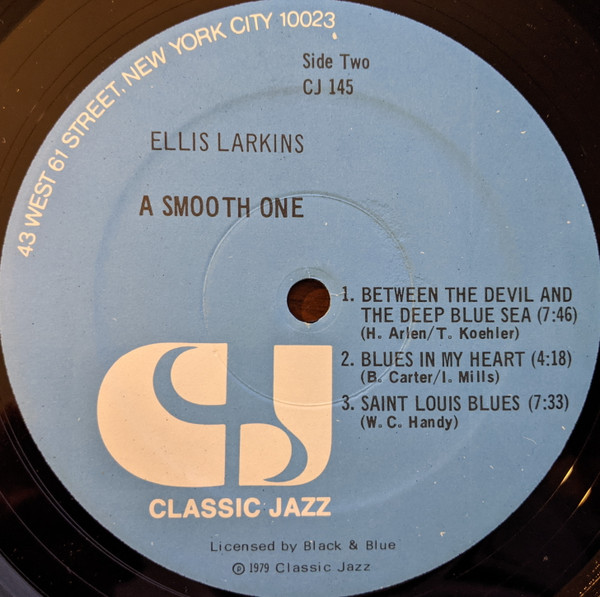 43 WEST 61 STREET, NEW YORK CITY 10023
Side Two
CJ 145
ELLIS LARKINS
A SMOOTH ONE
1. BETWEEN THE DEVIL AND
THE DEEP BLUE SEA (7:46)
(H. Arlen/T. Koehler)
2. BLUES IN MY HEART (4:18)
(B. Carter/I. Mills)
3. SAINT LOUIS BLUES (7:33)
(W. C. Handy)
CJ
CLASSIC JAZZ
Licensed by Black & Blue
℗ 1979 Classic Jazz